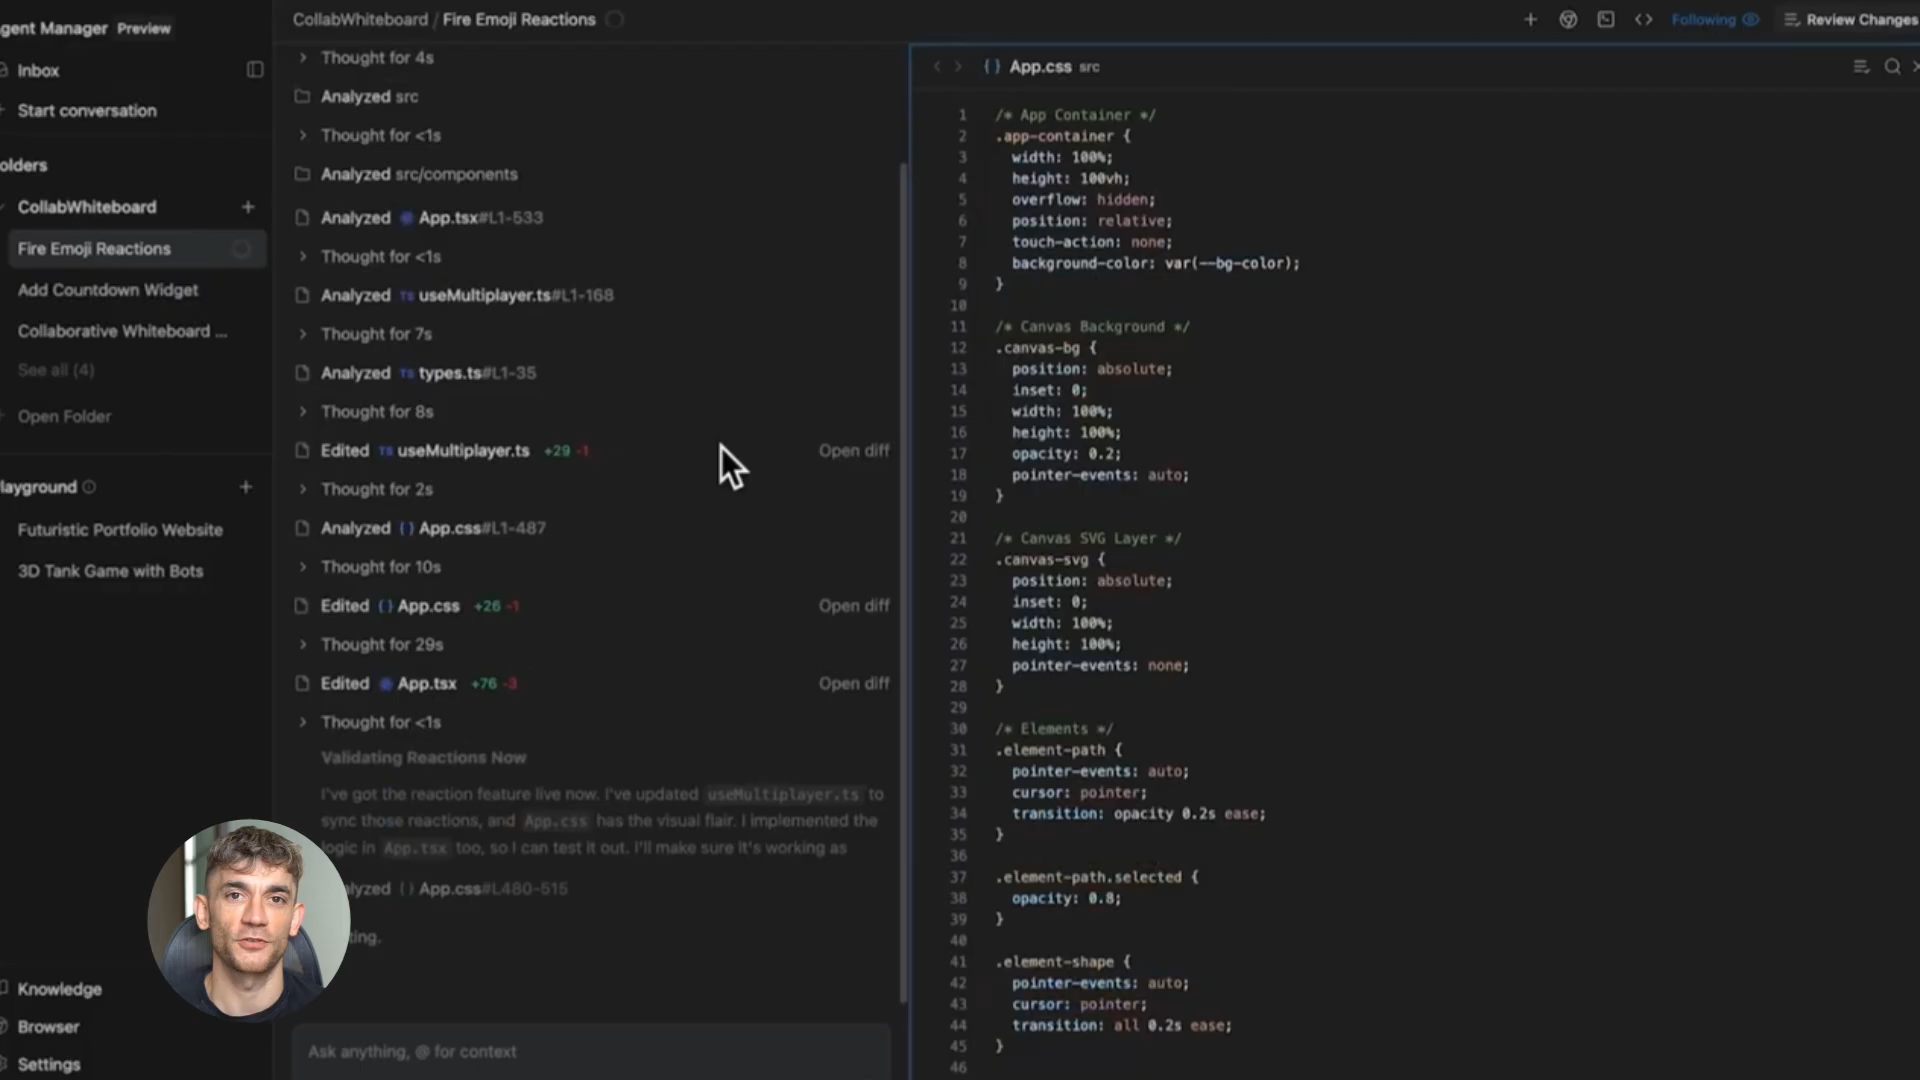 gent Manager Preview
Inbox
Start conversation
olders
CollabWhiteboard
Fire Emoji Reactions
Add Countdown Widget
Collaborative Whiteboard ...
See all (4)
Open Folder
layground
Futuristic Portfolio Website
3D Tank Game with Bots
Knowledge
Browser
Settings
CollabWhiteboard / Fire Emoji Reactions
Thought for 4s
Analyzed src
Thought for <1s
Analyzed src/components
Analyzed App.tsx#L1-533
Thought for <1s
Analyzed TS useMultiplayer.ts#L1-168
Thought for 7s
Analyzed TS types.ts#L1-35
Thought for 8s
Edited TS useMultiplayer.ts +29 -1 Open diff
Thought for 2s
Analyzed {} App.css#L1-487
Thought for 10s
Edited {} App.css +26 -1 Open diff
Thought for 29s
Edited App.tsx +76 -3 Open diff
Thought for <1s
Validating Reactions Now
I've got the reaction feature live now. I've updated useMultiplayer.ts to
sync those reactions, and App.css has the visual flair. I implemented the
logic in App.tsx too, so I can test it out. I'll make sure it's working as
lyzed {} App.css#L480-515
ting.
Ask anything, @ for context
Following
Review Changes
{} App.css src
1 /* App Container */
2 .app-container {
3 width: 100%;
4 height: 100vh;
5 overflow: hidden;
6 position: relative;
7 touch-action: none;
8 background-color: var(--bg-color);
9 }
10
11 /* Canvas Background */
12 .canvas-bg {
13 position: absolute;
14 inset: 0;
15 width: 100%;
16 height: 100%;
17 opacity: 0.2;
18 pointer-events: auto;
19 }
20
21 /* Canvas SVG Layer */
22 .canvas-svg {
23 position: absolute;
24 inset: 0;
25 width: 100%;
26 height: 100%;
27 pointer-events: none;
28 }
29
30 /* Elements */
31 .element-path {
32 pointer-events: auto;
33 cursor: pointer;
34 transition: opacity 0.2s ease;
35 }
36
37 .element-path.selected {
38 opacity: 0.8;
39 }
40
41 .element-shape {
42 pointer-events: auto;
43 cursor: pointer;
44 transition: all 0.2s ease;
45 }
46